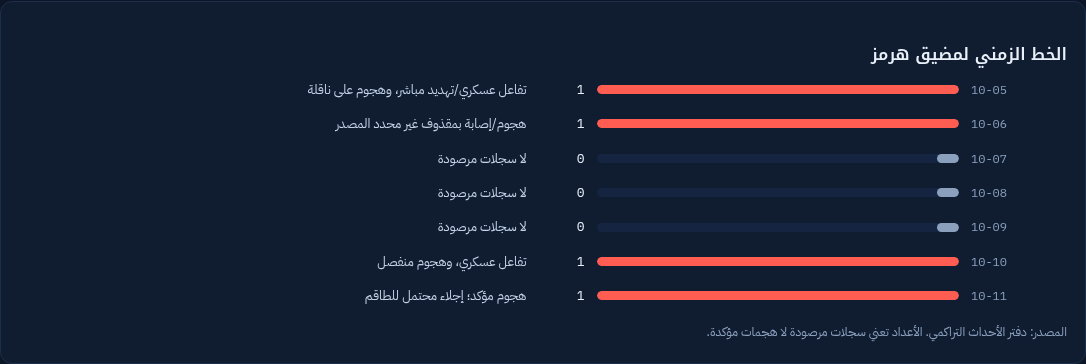 الخط الزمني لمضيق هرمز
10-05 1 تفاعل عسكري/تهديد مباشر، وهجوم على ناقلة
10-06 1 هجوم/إصابة بمقذوف غير محدد المصدر
10-07 0 لا سجلات مرصودة
10-08 0 لا سجلات مرصودة
10-09 0 لا سجلات مرصودة
10-10 1 تفاعل عسكري، وهجوم منفصل
10-11 1 هجوم مؤكد؛ إجلاء محتمل للطاقم
المصدر: دفتر الأحداث التراكمي. الأعداد تعني سجلات مرصودة لا هجمات مؤكدة.